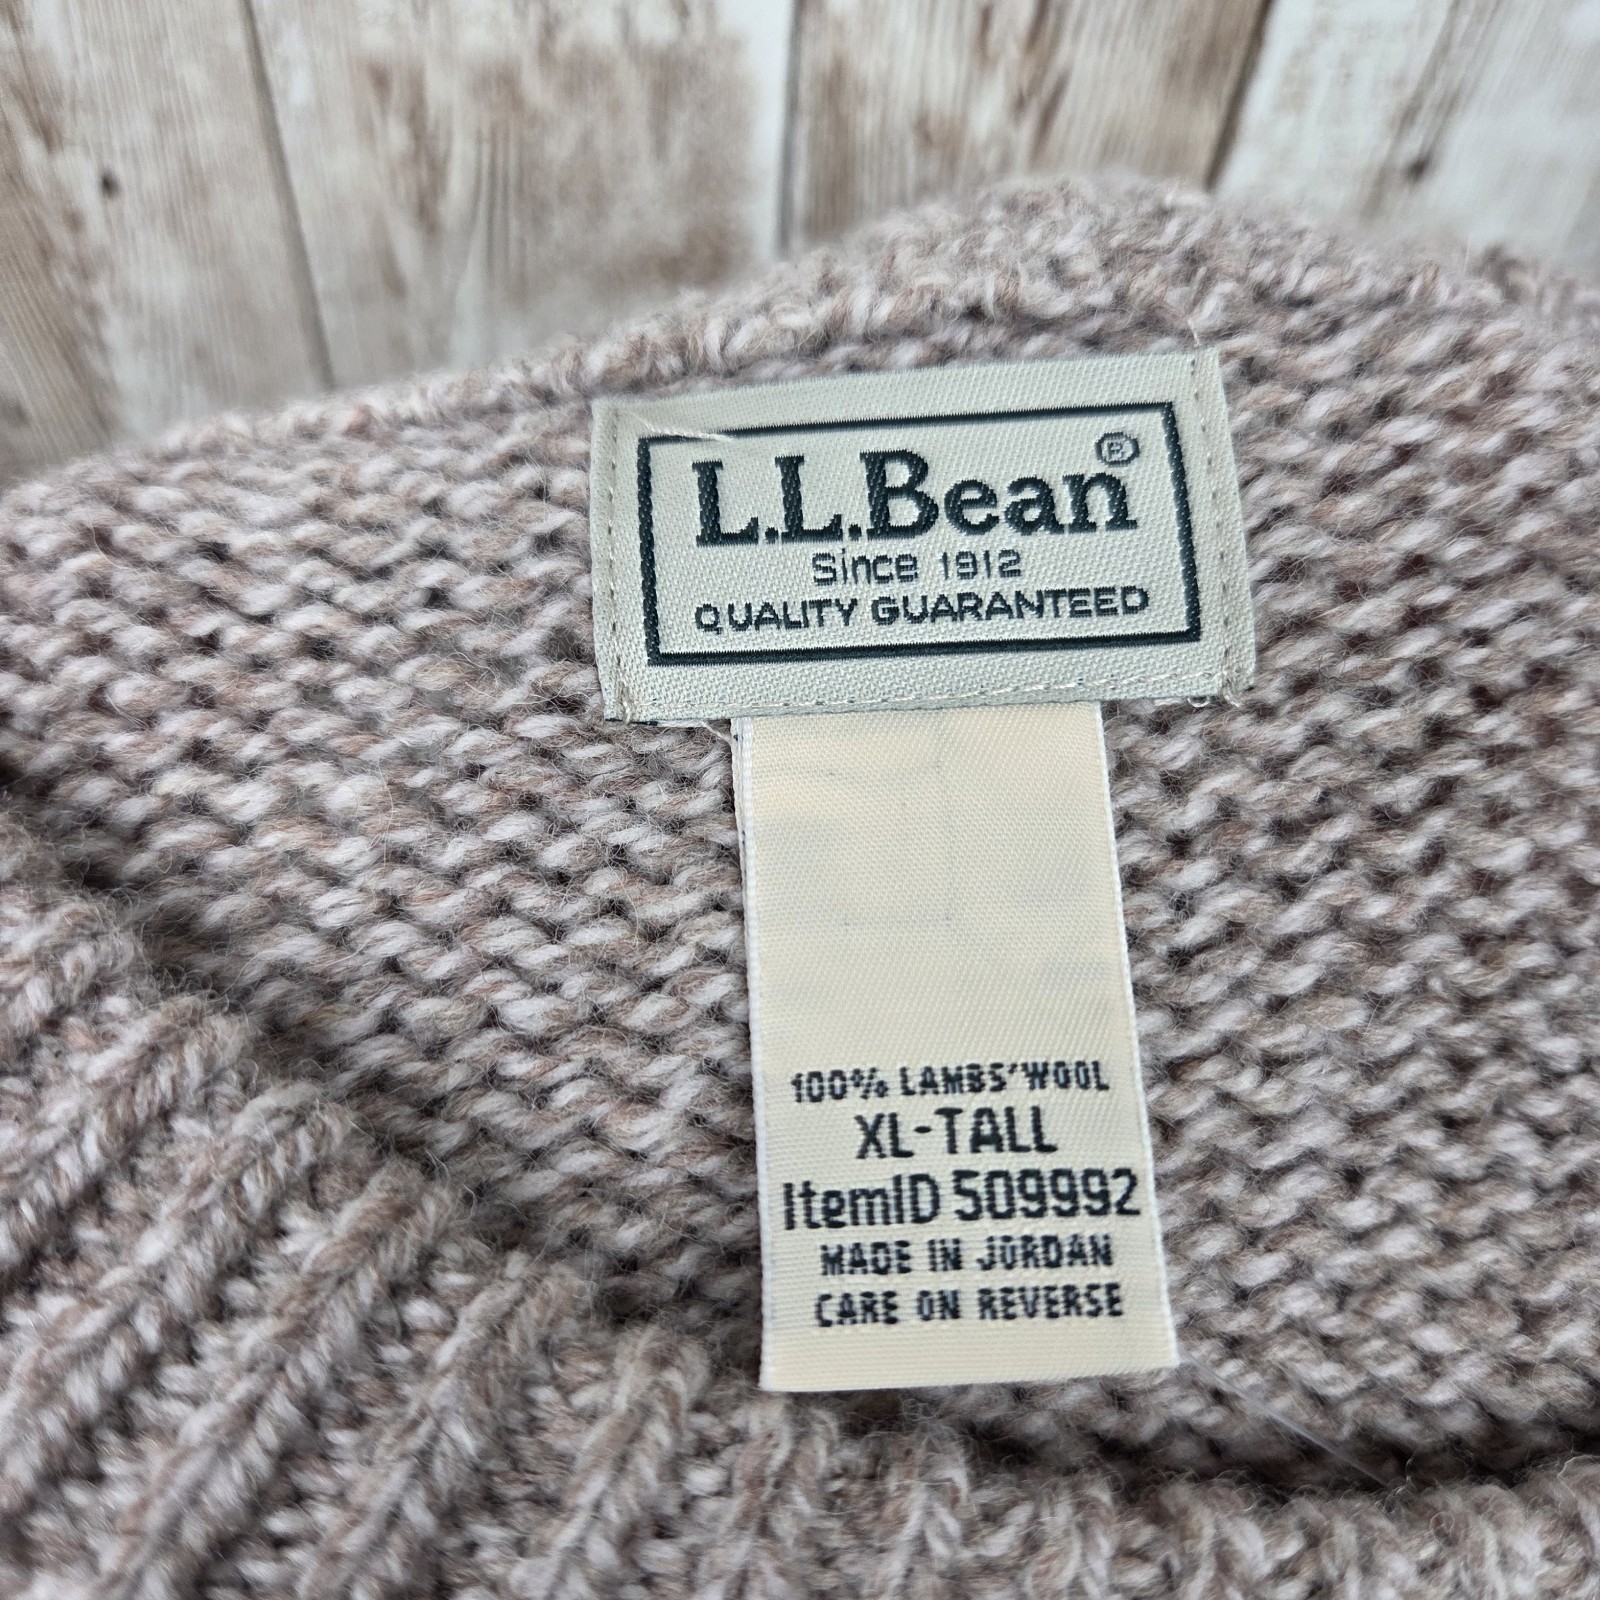 L.L.Bean®
Since 1912
QUALITY GUARANTEED
100% LAMBS'WOOL
XL-TALL
ItemID 509992
MADE IN JORDAN
CARE ON REVERSE